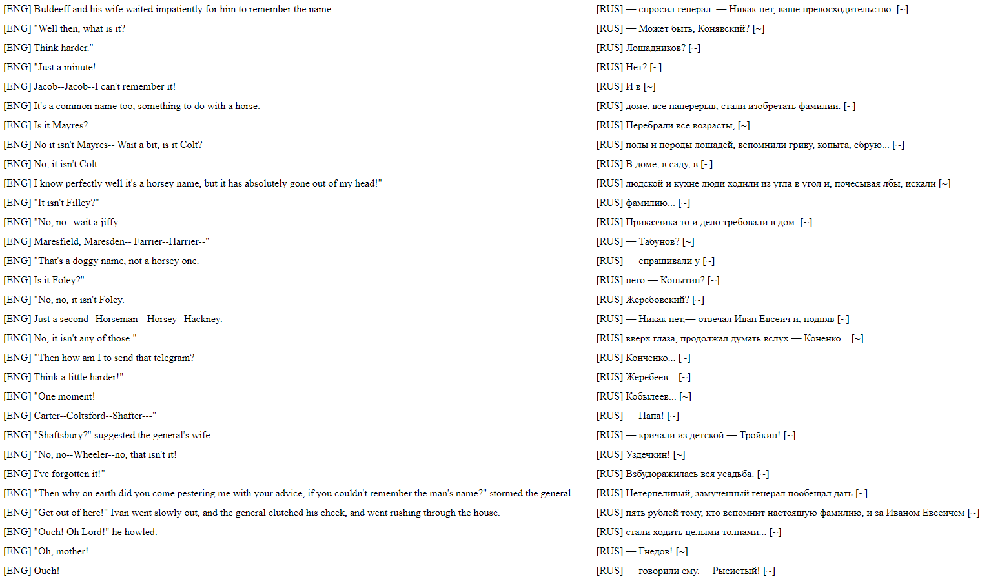 [ENG] Buldeeff and his wife waited impatiently for him to remember the name.
[RUS] — спросил генерал. — Никак нет, ваше превосходительство. [~]
[ENG] "Well then, what is it?
[RUS] — Может быть, Конявский? [~]
[ENG] Think harder."
[RUS] Лошадников? [~]
[ENG] "Just a minute!
[RUS] Нет? [~]
[ENG] Jacob--Jacob--I can't remember it!
[RUS] И в [~]
[ENG] It's a common name too, something to do with a horse.
[RUS] доме, все наперерыв, стали изобретать фамилии. [~]
[ENG] Is it Mayres?
[RUS] Перебрали все возрасты, [~]
[ENG] No it isn't Mayres-- Wait a bit, is it Colt?
[RUS] полы и породы лошадей, вспомнили гриву, копыта, сбрую... [~]
[ENG] No, it isn't Colt.
[RUS] В доме, в саду, в [~]
[ENG] I know perfectly well it's a horsey name, but it has absolutely gone out of my head!"
[RUS] людской и кухне люди ходили из угла в угол и, почёсывая лбы, искали [~]
[ENG] "It isn't Filley?"
[RUS] фамилию... [~]
[ENG] "No, no--wait a jiffy.
[RUS] Приказчика то и дело требовали в дом. [~]
[ENG] Maresfield, Maresden-- Farrier--Harrier--"
[RUS] — Табунов? [~]
[ENG] "That's a doggy name, not a horsey one.
[RUS] — спрашивали у [~]
[ENG] Is it Foley?"
[RUS] него.— Копытин? [~]
[ENG] "No, no, it isn't Foley.
[RUS] Жеребовский? [~]
[ENG] Just a second--Horseman-- Horsey--Hackney.
[RUS] — Никак нет,— отвечал Иван Евсеич и, подняв [~]
[ENG] No, it isn't any of those."
[RUS] вверх глаза, продолжал думать вслух.— Коненко... [~]
[ENG] "Then how am I to send that telegram?
[RUS] Конченко... [~]
[ENG] Think a little harder!"
[RUS] Жеребеев... [~]
[ENG] "One moment!
[RUS] Кобылеев... [~]
[ENG] Carter--Coltsford--Shafter---"
[RUS] — Папа! [~]
[ENG] "Shaftsbury?" suggested the general's wife.
[RUS] — кричали из детской.— Тройкин! [~]
[ENG] "No, no--Wheeler--no, that isn't it!
[RUS] Уздечкин! [~]
[ENG] I've forgotten it!"
[RUS] Взбудоражилась вся усадьба. [~]
[ENG] "Then why on earth did you come pestering me with your advice, if you couldn't remember the man's name?" stormed the general.
[RUS] Нетерпеливый, замученный генерал пообещал дать [~]
[ENG] "Get out of here!" Ivan went slowly out, and the general clutched his cheek, and went rushing through the house.
[RUS] пять рублей тому, кто вспомнит настоящую фамилию, и за Иваном Евсеичем [~]
[ENG] "Ouch! Oh Lord!" he howled.
[RUS] стали ходить целыми толпами... [~]
[ENG] "Oh, mother!
[RUS] — Гнедов! [~]
[ENG] Ouch!
[RUS] — говорили ему.— Рысистый! [~]